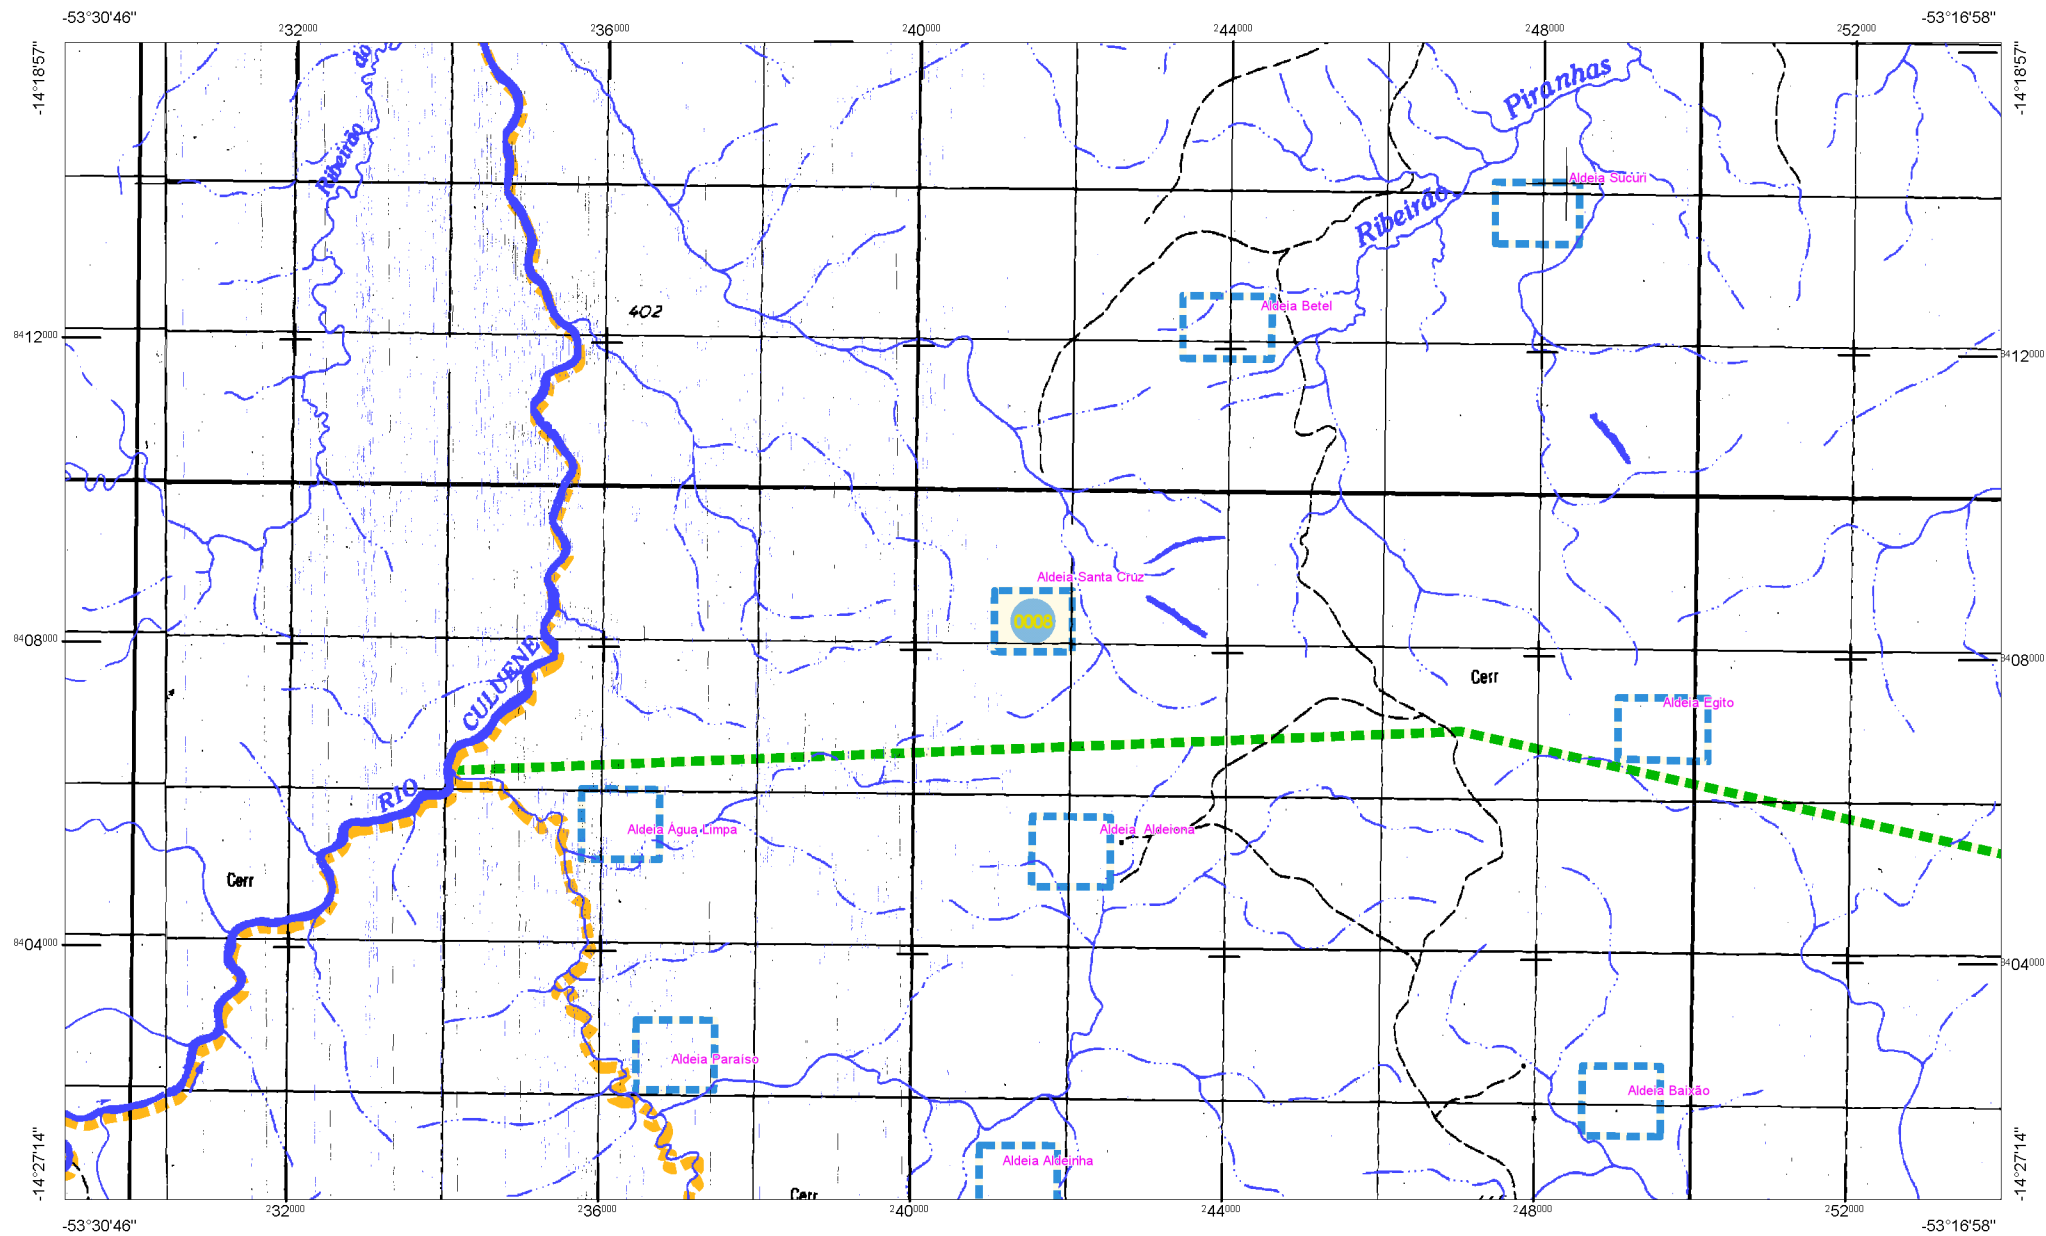 -53°30'46"
-53°16'58"
232000
236000
240000
244000
248000
252000
-14°18'57"
-14°18'57"
do
Ribeirão
Piranhas
Ribeirão
Aldeia Sucuri
Aldeia Betel
402
8412000
8412000
Aldeia Santa Cruz
0008
8408000
8408000
CULUENE
RIO
Cerr
Aldeia Egito
Aldeia Água Limpa
Aldeia Aldeiona
Cerr
8404000
8404000
Aldeia Paraíso
Aldeia Baixão
Aldeia Aldeinha
Cerr
-14°27'14"
-14°27'14"
232000
236000
240000
244000
248000
252000
-53°30'46"
-53°16'58"